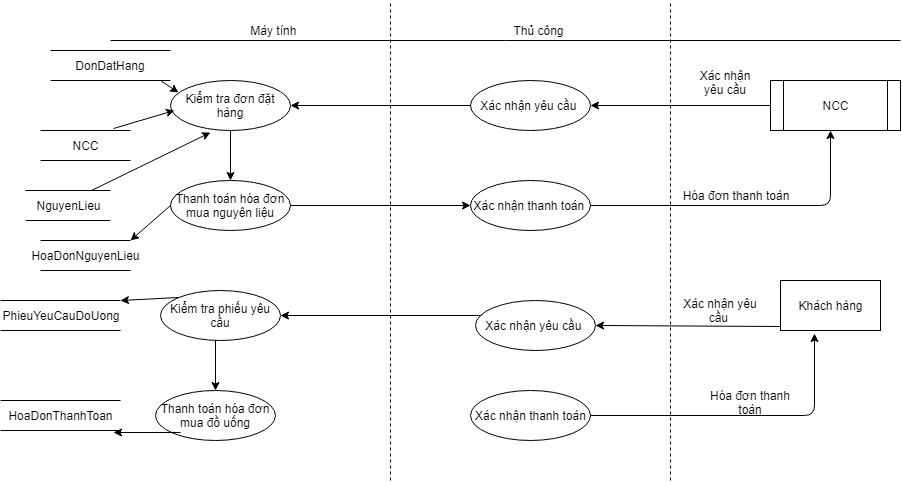 Máy tính
Thủ công
DonDatHang
Kiểm tra đơn đặt
hàng
Xác nhận yêu cầu
Xác nhận
yêu cầu
NCC
NCC
NguyenLieu
Thanh toán hóa đơn
mua nguyên liệu
Xác nhận thanh toán
Hóa đơn thanh toán
HoaDonNguyenLieu
PhieuYeuCauDoUong
Kiểm tra phiếu yêu
cầu
Xác nhận yêu cầu
Xác nhận yêu
cầu
Khách hàng
HoaDonThanhToan
Thanh toán hóa đơn
mua đồ uống
Xác nhận thanh toán
Hóa đơn thanh
toán